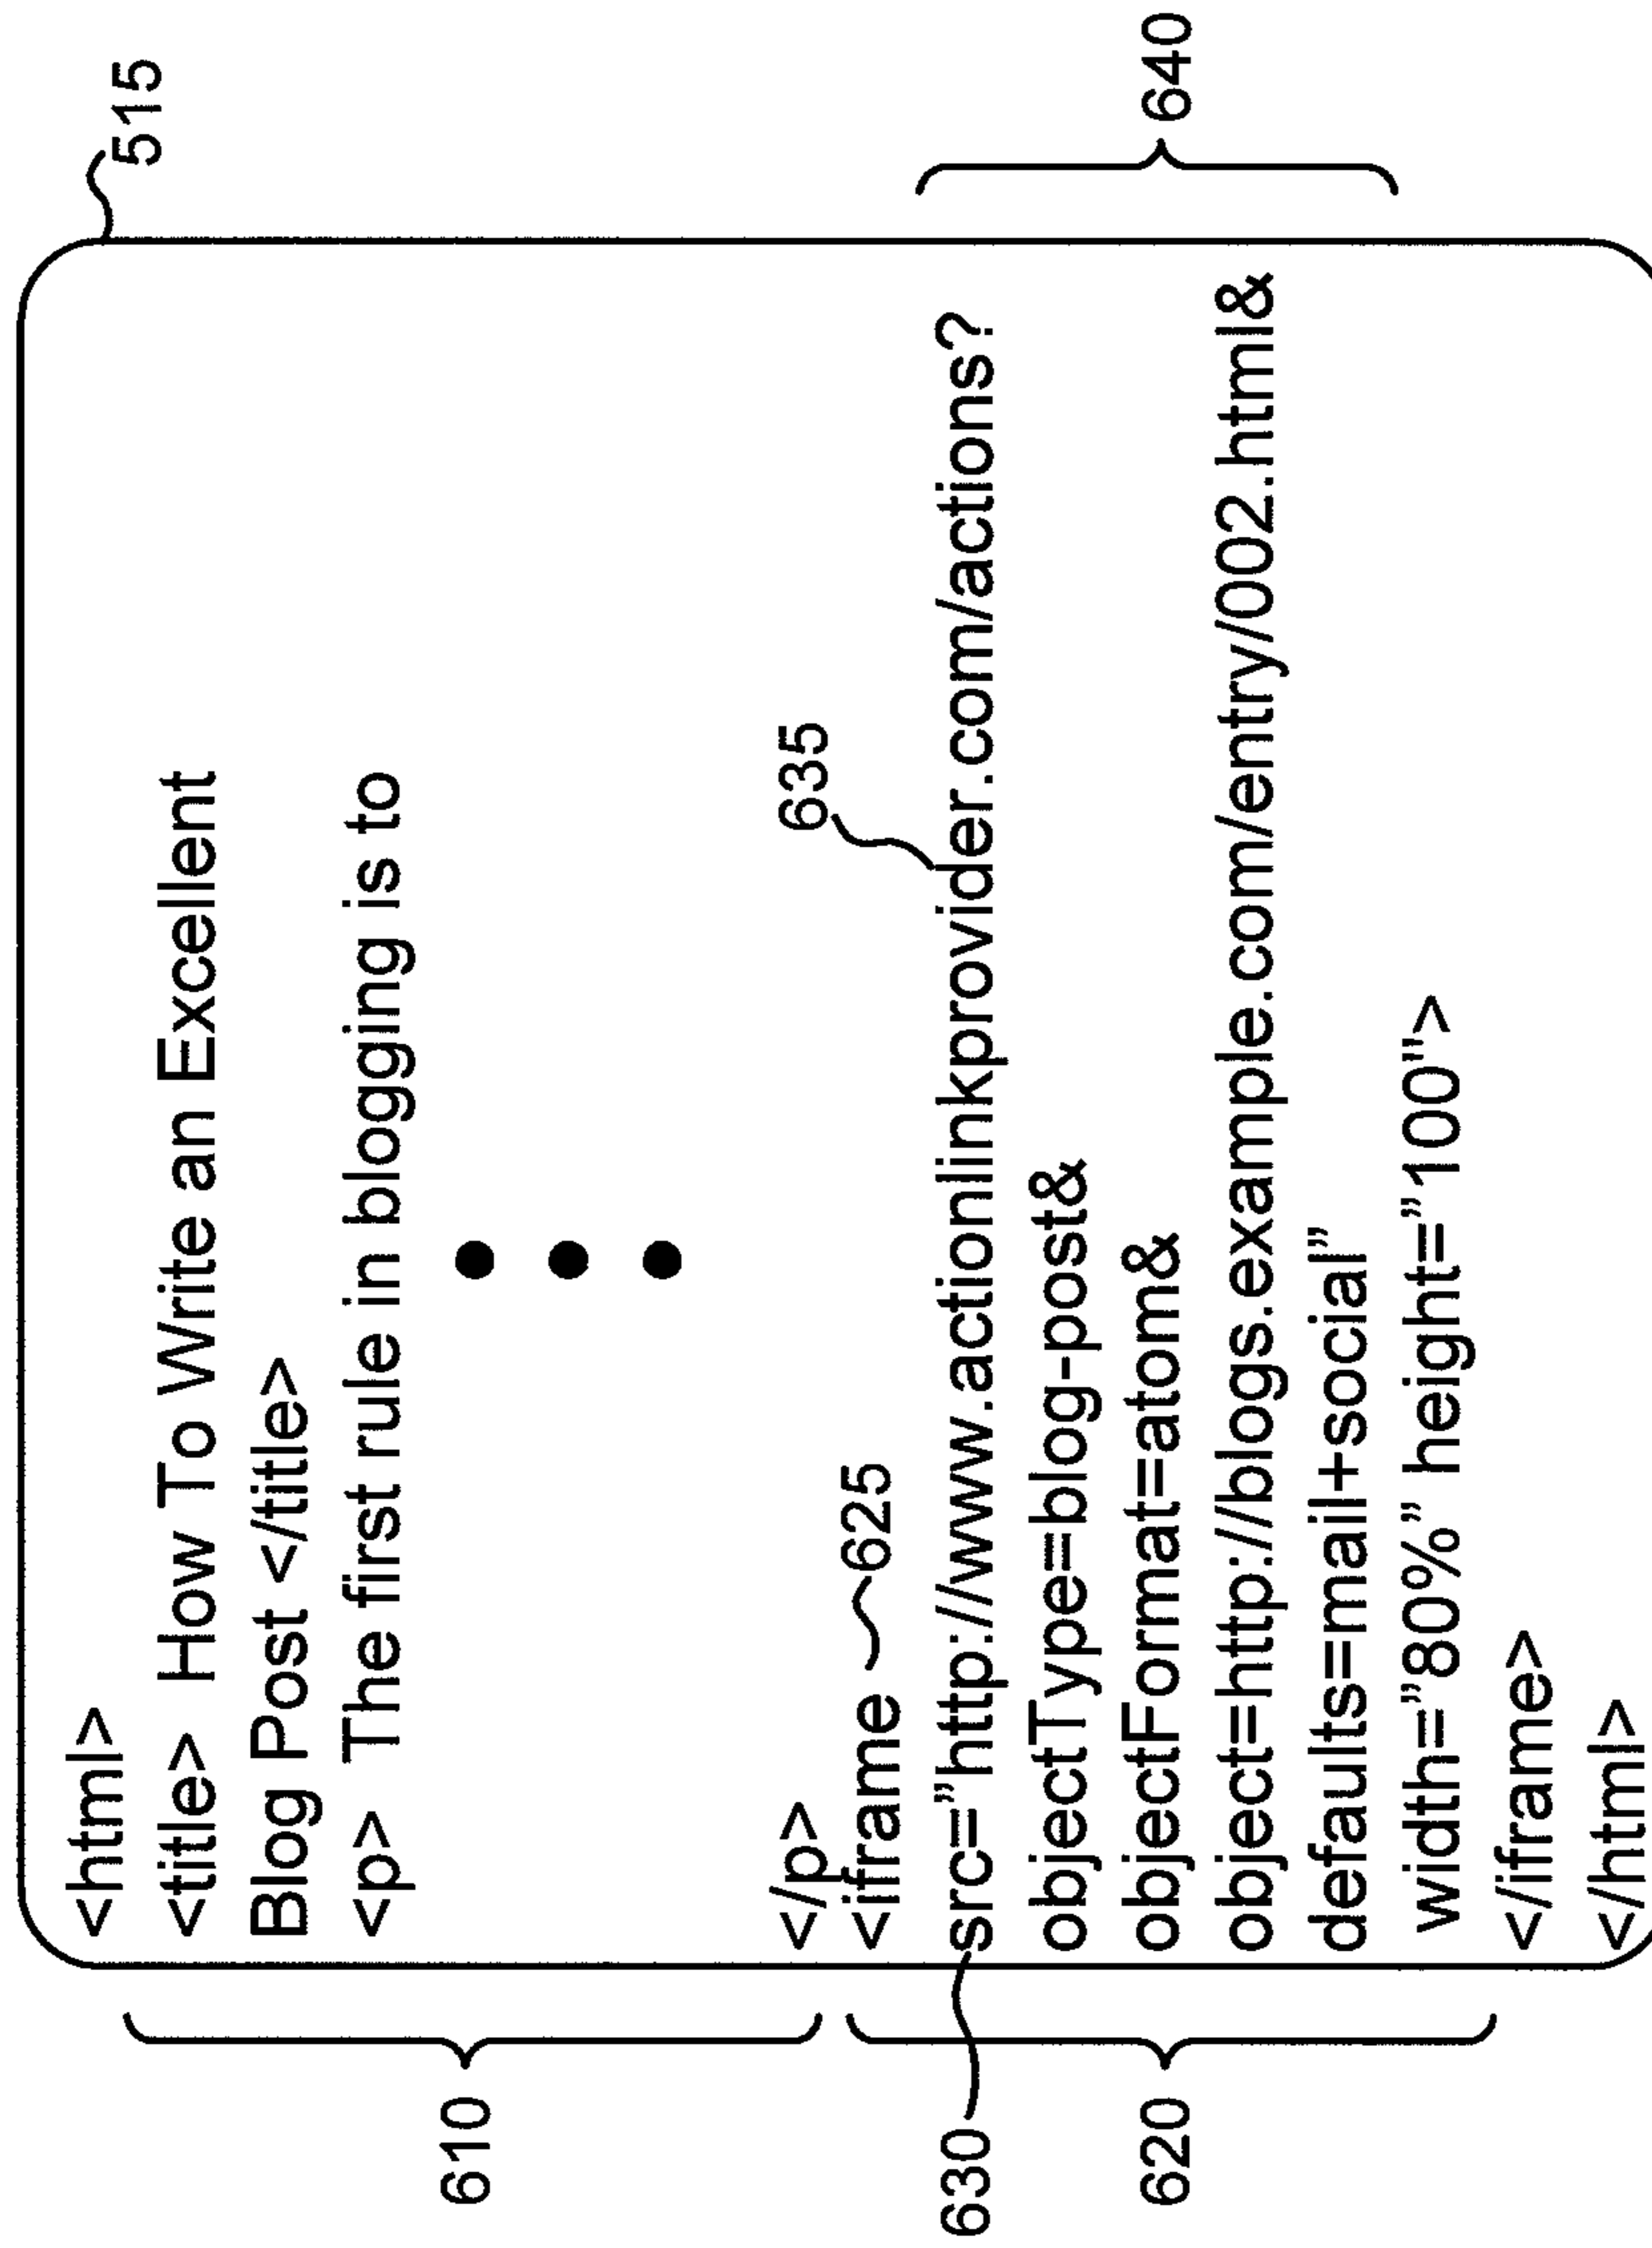 515
<html>
<title> How To Write an Excellent
Blog Post </title>
<p> The first rule in blogging is to
610
635
</p>
<iframe
625
630
src=”http://www.actionlinkprovider.com/actions?
objectType=blog-post&
objectFormat=atom&
object=http://blogs.example.com/entry/002.html&
defaults=mail+social”
width=”80%” height=”100">
</iframe>
</html>
620
640